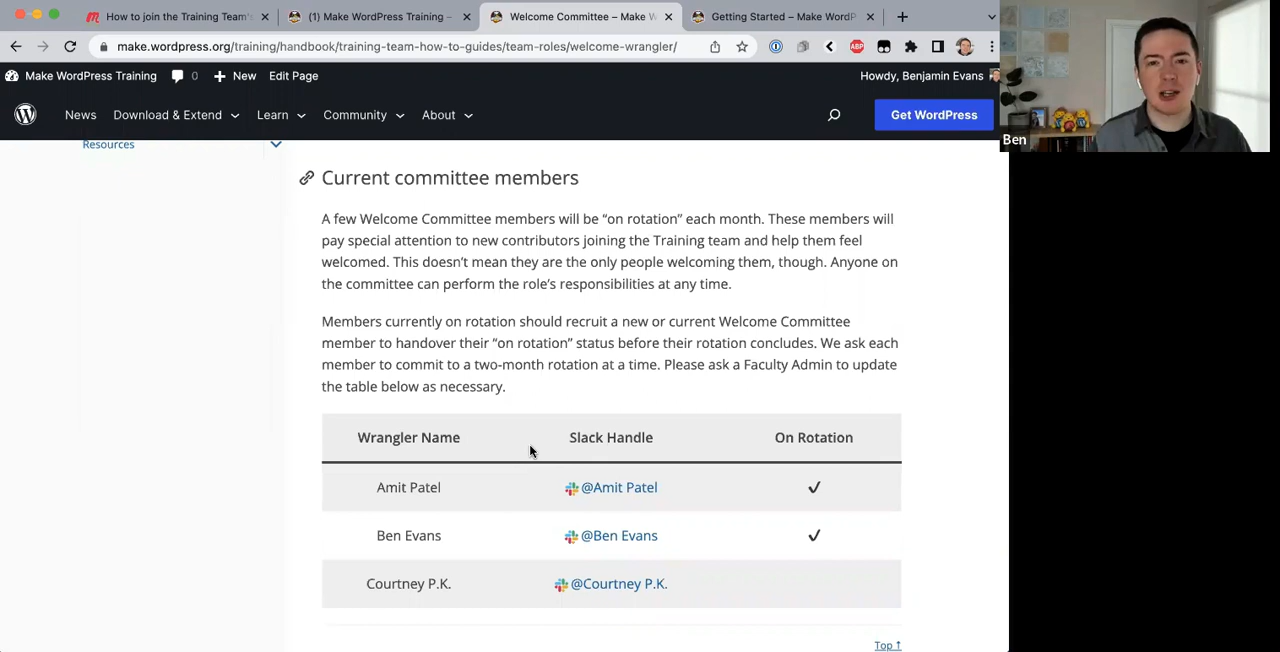 How to join the Training Team's
(1) Make WordPress Training –
Welcome Committee – Make W
Getting Started – Make WordP
make.wordpress.org/training/handbook/training-team-how-to-guides/team-roles/welcome-wrangler/
ABP
Make WordPress Training 0 New Edit Page Howdy, Benjamin Evans
News Download & Extend Learn Community About Get WordPress
Ben
Resources
Current committee members
A few Welcome Committee members will be “on rotation” each month. These members will
pay special attention to new contributors joining the Training team and help them feel
welcomed. This doesn’t mean they are the only people welcoming them, though. Anyone on
the committee can perform the role’s responsibilities at any time.
Members currently on rotation should recruit a new or current Welcome Committee
member to handover their “on rotation” status before their rotation concludes. We ask each
member to commit to a two-month rotation at a time. Please ask a Faculty Admin to update
the table below as necessary.
Wrangler Name Slack Handle On Rotation
Amit Patel @Amit Patel ✔
Ben Evans @Ben Evans ✔
Courtney P.K. @Courtney P.K.
Top ↑